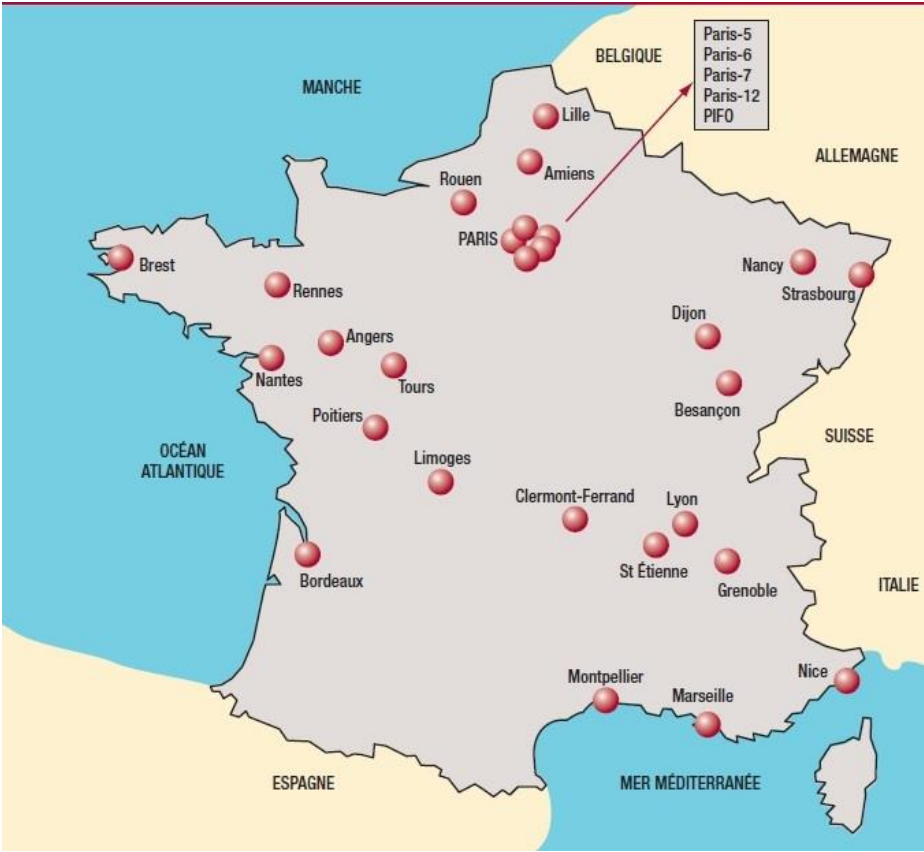 Paris-5
Paris-6
Paris-7
Paris-12
PIFO
BELGIQUE
MANCHE
Lille
ALLEMAGNE
Amiens
Rouen
PARIS
Brest
Nancy
Rennes
Strasbourg
Dijon
Angers
Nantes
Tours
Besançon
Poitiers
SUISSE
OCÉAN
ATLANTIQUE
Limoges
Clermont-Ferrand
Lyon
St Étienne
Bordeaux
Grenoble
ITALIE
Montpellier
Nice
Marseille
ESPAGNE
MER MÉDITERRANÉE